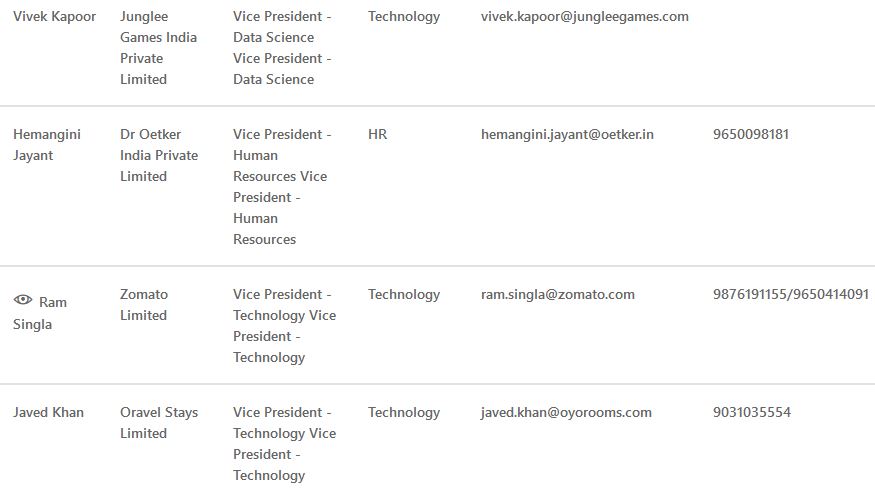 Vivek Kapoor Junglee Vice President - Technology vivek.kapoor@jungleegames.com
Games India Data Science
Private Vice President -
Limited Data Science
Hemangini Dr Oetker Vice President - HR hemangini.jayant@oetker.in 9650098181
Jayant India Private Human
Limited Resources Vice
President -
Human
Resources
Ram Zomato Vice President - Technology ram.singla@zomato.com 9876191155/9650414091
Singla Limited Technology Vice
President -
Technology
Javed Khan Oravel Stays Vice President - Technology javed.khan@oyorooms.com 9031035554
Limited Technology Vice
President -
Technology